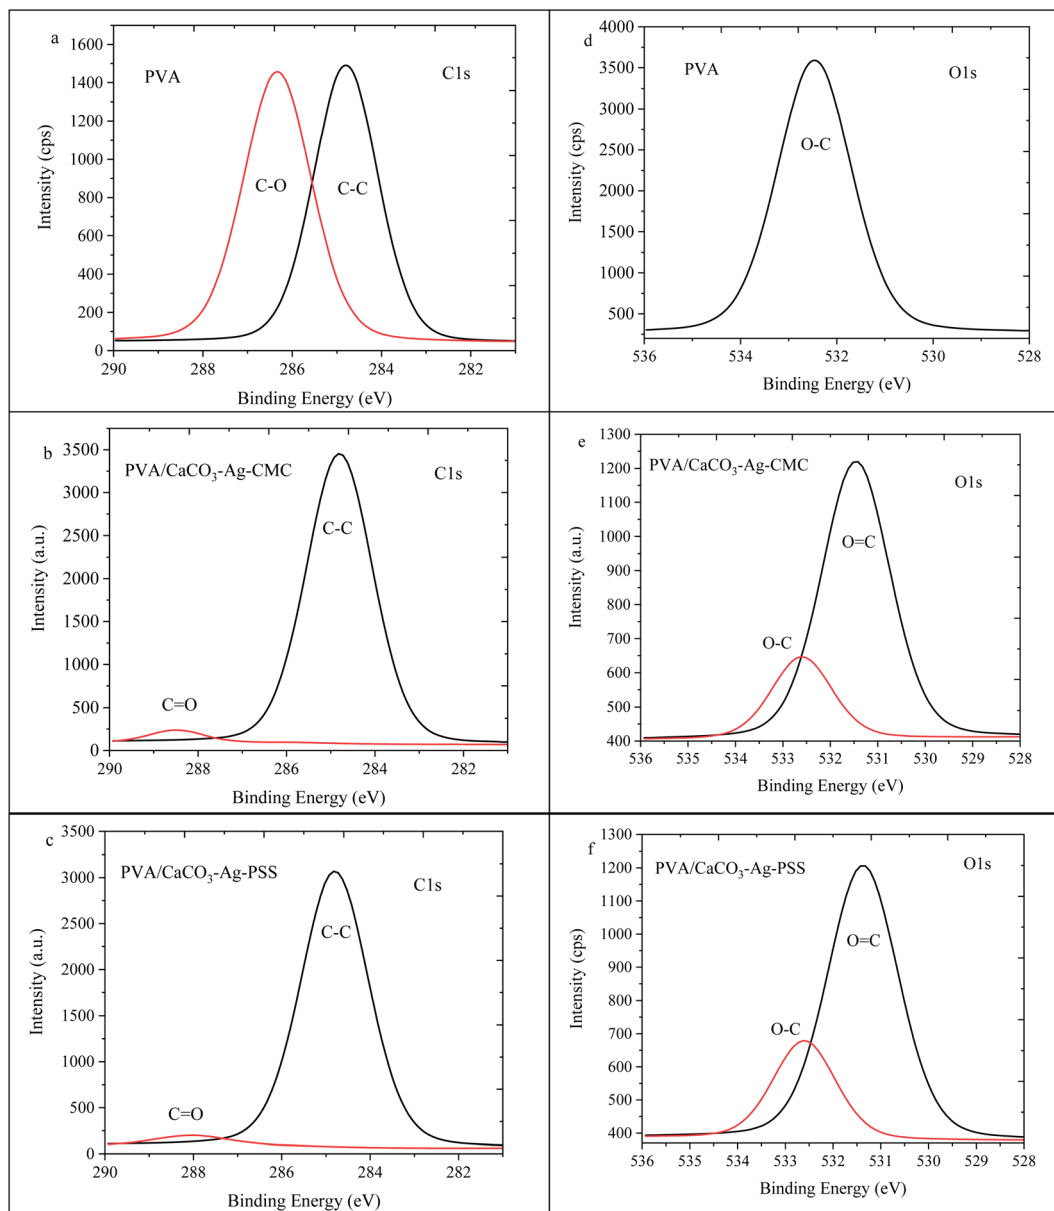 a
PVA
C1s
C-O
C-C
Intensity (cps)
1600
1400
1200
1000
800
600
400
200
0
290
288
286
284
282
Binding Energy (eV)
d
PVA
O1s
O-C
Intensity (cps)
4000
3500
3000
2500
2000
1500
1000
500
536
534
532
530
528
Binding Energy (eV)
b
PVA/CaCO₃-Ag-CMC
C1s
C-C
C=O
Intensity (a.u.)
3500
3000
2500
2000
1500
1000
500
0
290
288
286
284
282
Binding Energy (eV)
e
PVA/CaCO₃-Ag-CMC
O1s
O=C
O-C
Intensity (a.u.)
1300
1200
1100
1000
900
800
700
600
500
400
536
535
534
533
532
531
530
529
528
Binding Energy (eV)
c
PVA/CaCO₃-Ag-PSS
C1s
C-C
C=O
Intensity (a.u.)
3500
3000
2500
2000
1500
1000
500
0
290
288
286
284
282
Binding Energy (eV)
f
PVA/CaCO₃-Ag-PSS
O1s
O=C
O-C
Intensity (cps)
1300
1200
1100
1000
900
800
700
600
500
400
536
535
534
533
532
531
530
529
528
Binding Energy (eV)